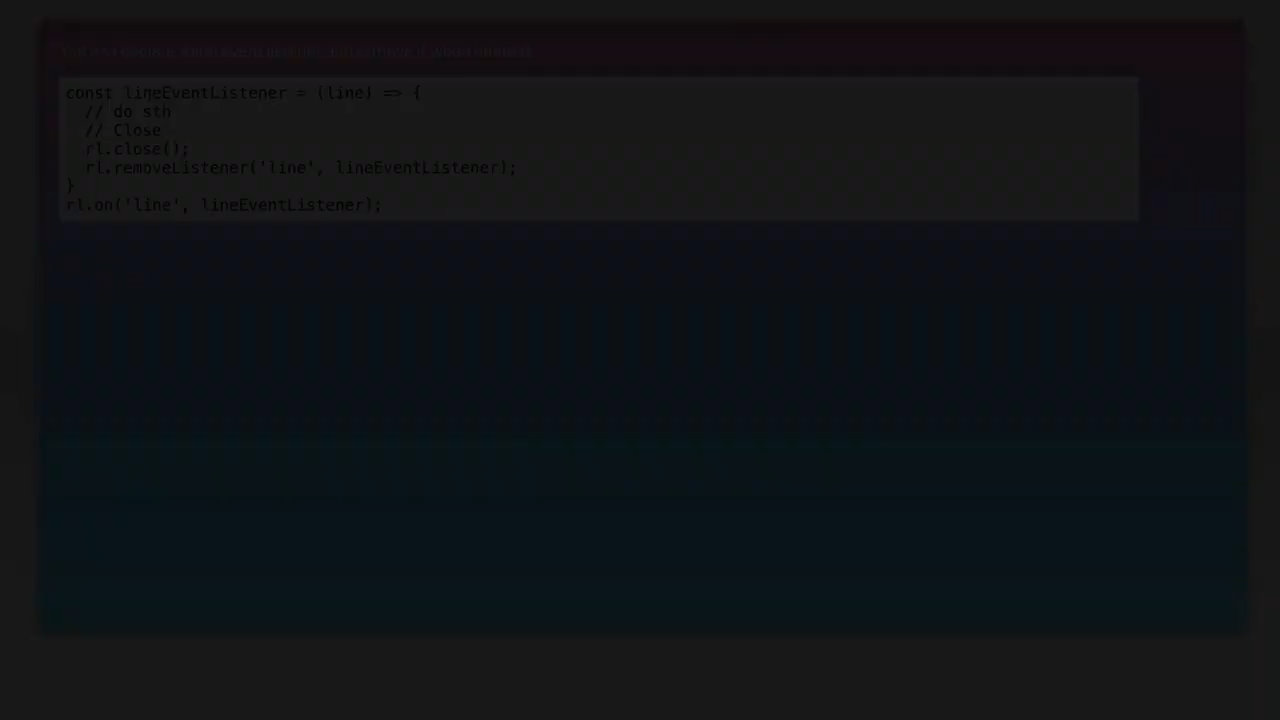 const lineEventListener = (line) => {
  // do sth
  // Close
  rl.close();
  rl.removeListener('line', lineEventListener);
}
rl.on('line', lineEventListener);